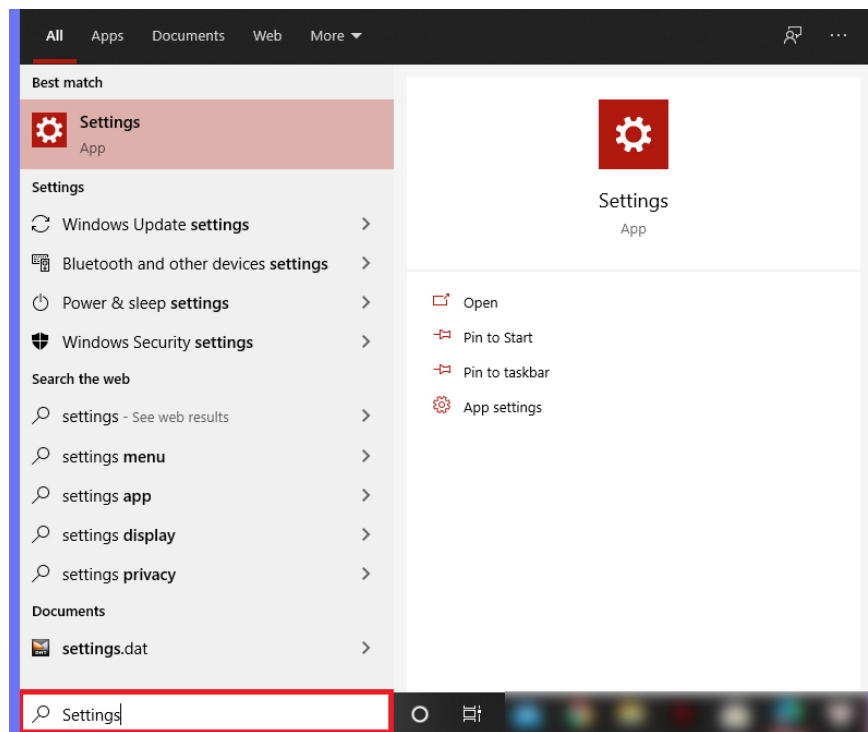 All Apps Documents Web More
Best match
Settings
App
Settings
Windows Update settings
Bluetooth and other devices settings
Power & sleep settings
Windows Security settings
Search the web
settings - See web results
settings menu
settings app
settings display
settings privacy
Documents
settings.dat
Settings
Settings
App
Open
Pin to Start
Pin to taskbar
App settings